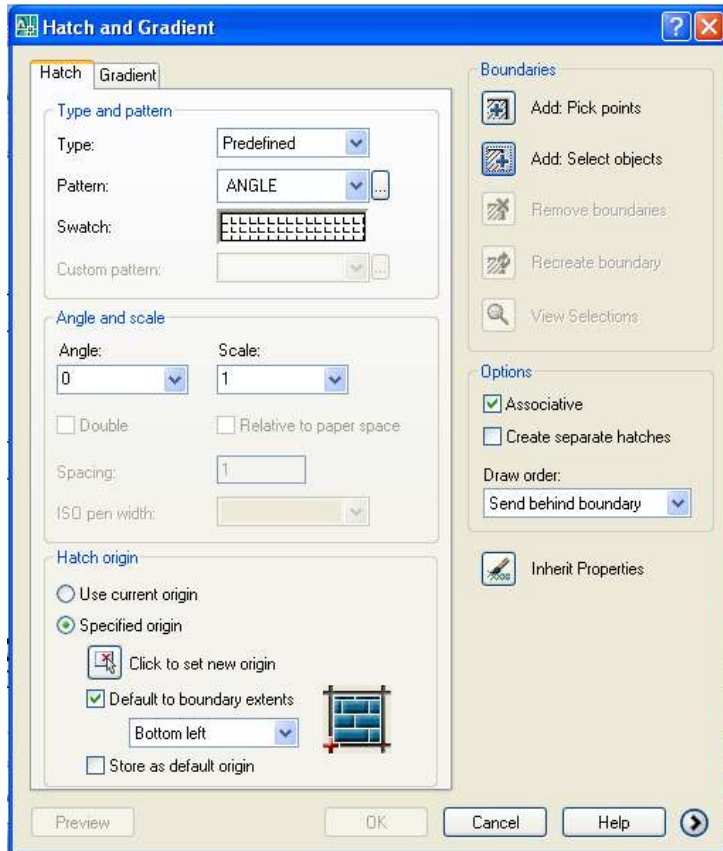 Hatch and Gradient
Hatch Gradient
Type and pattern
Type: Predefined
Pattern: ANGLE ...
Swatch:
Custom pattern: ...
Angle and scale
Angle: Scale:
0 1
Double Relative to paper space
Spacing: 1
ISO pen width:
Hatch origin
Use current origin
Specified origin
Click to set new origin
Default to boundary extents
Bottom left
Store as default origin
Boundaries
Add: Pick points
Add: Select objects
Remove boundaries
Recreate boundary
View Selections
Options
Associative
Create separate hatches
Draw order:
Send behind boundary
Inherit Properties
Preview OK Cancel Help